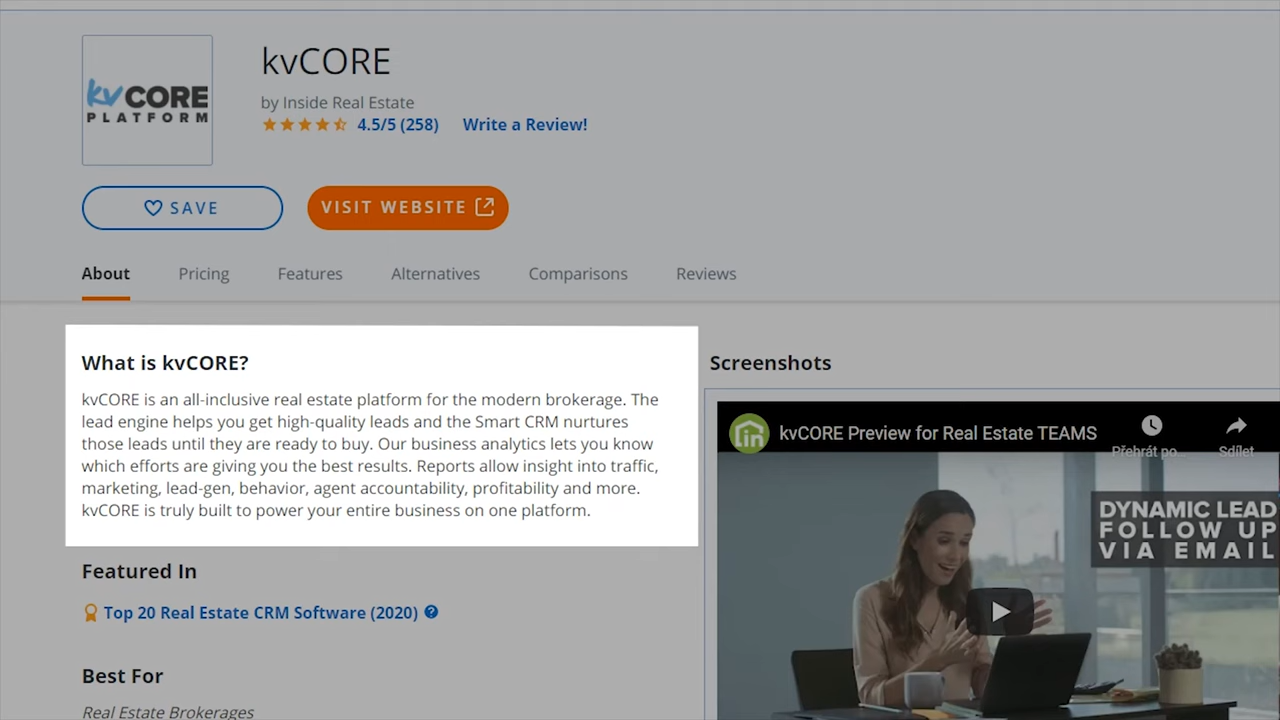 kvCORE
PLATFORM
kvCORE
by Inside Real Estate
4.5/5 (258) Write a Review!
SAVE
VISIT WEBSITE
About Pricing Features Alternatives Comparisons Reviews
What is kvCORE?
kvCORE is an all-inclusive real estate platform for the modern brokerage. The
lead engine helps you get high-quality leads and the Smart CRM nurtures
those leads until they are ready to buy. Our business analytics lets you know
which efforts are giving you the best results. Reports allow insight into traffic,
marketing, lead-gen, behavior, agent accountability, profitability and more.
kvCORE is truly built to power your entire business on one platform.
Featured In
Top 20 Real Estate CRM Software (2020) ?
Best For
Real Estate Brokerages
Screenshots
in
kvCORE Preview for Real Estate TEAMS
Přehrát po... Sdílet
DYNAMIC LEAD
FOLLOW UP
VIA EMAIL